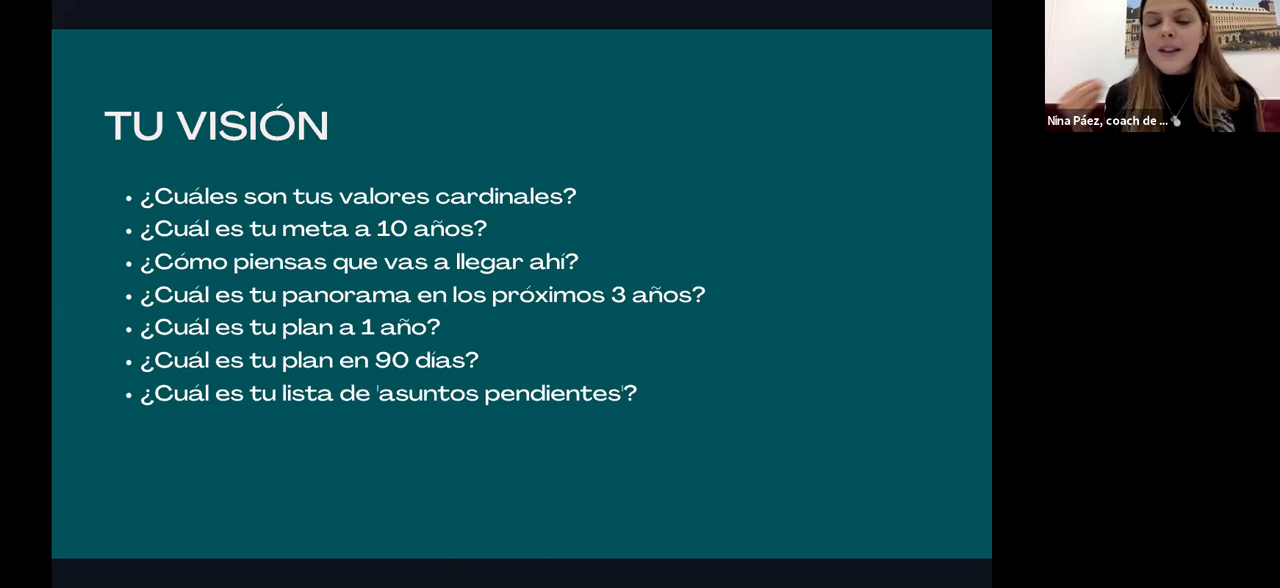 TU VISIÓN
• ¿Cuáles son tus valores cardinales?
• ¿Cuál es tu meta a 10 años?
• ¿Cómo piensas que vas a llegar ahí?
• ¿Cuál es tu panorama en los próximos 3 años?
• ¿Cuál es tu plan a 1 año?
• ¿Cuál es tu plan en 90 días?
• ¿Cuál es tu lista de 'asuntos pendientes'?
Nina Páez, coach de ...